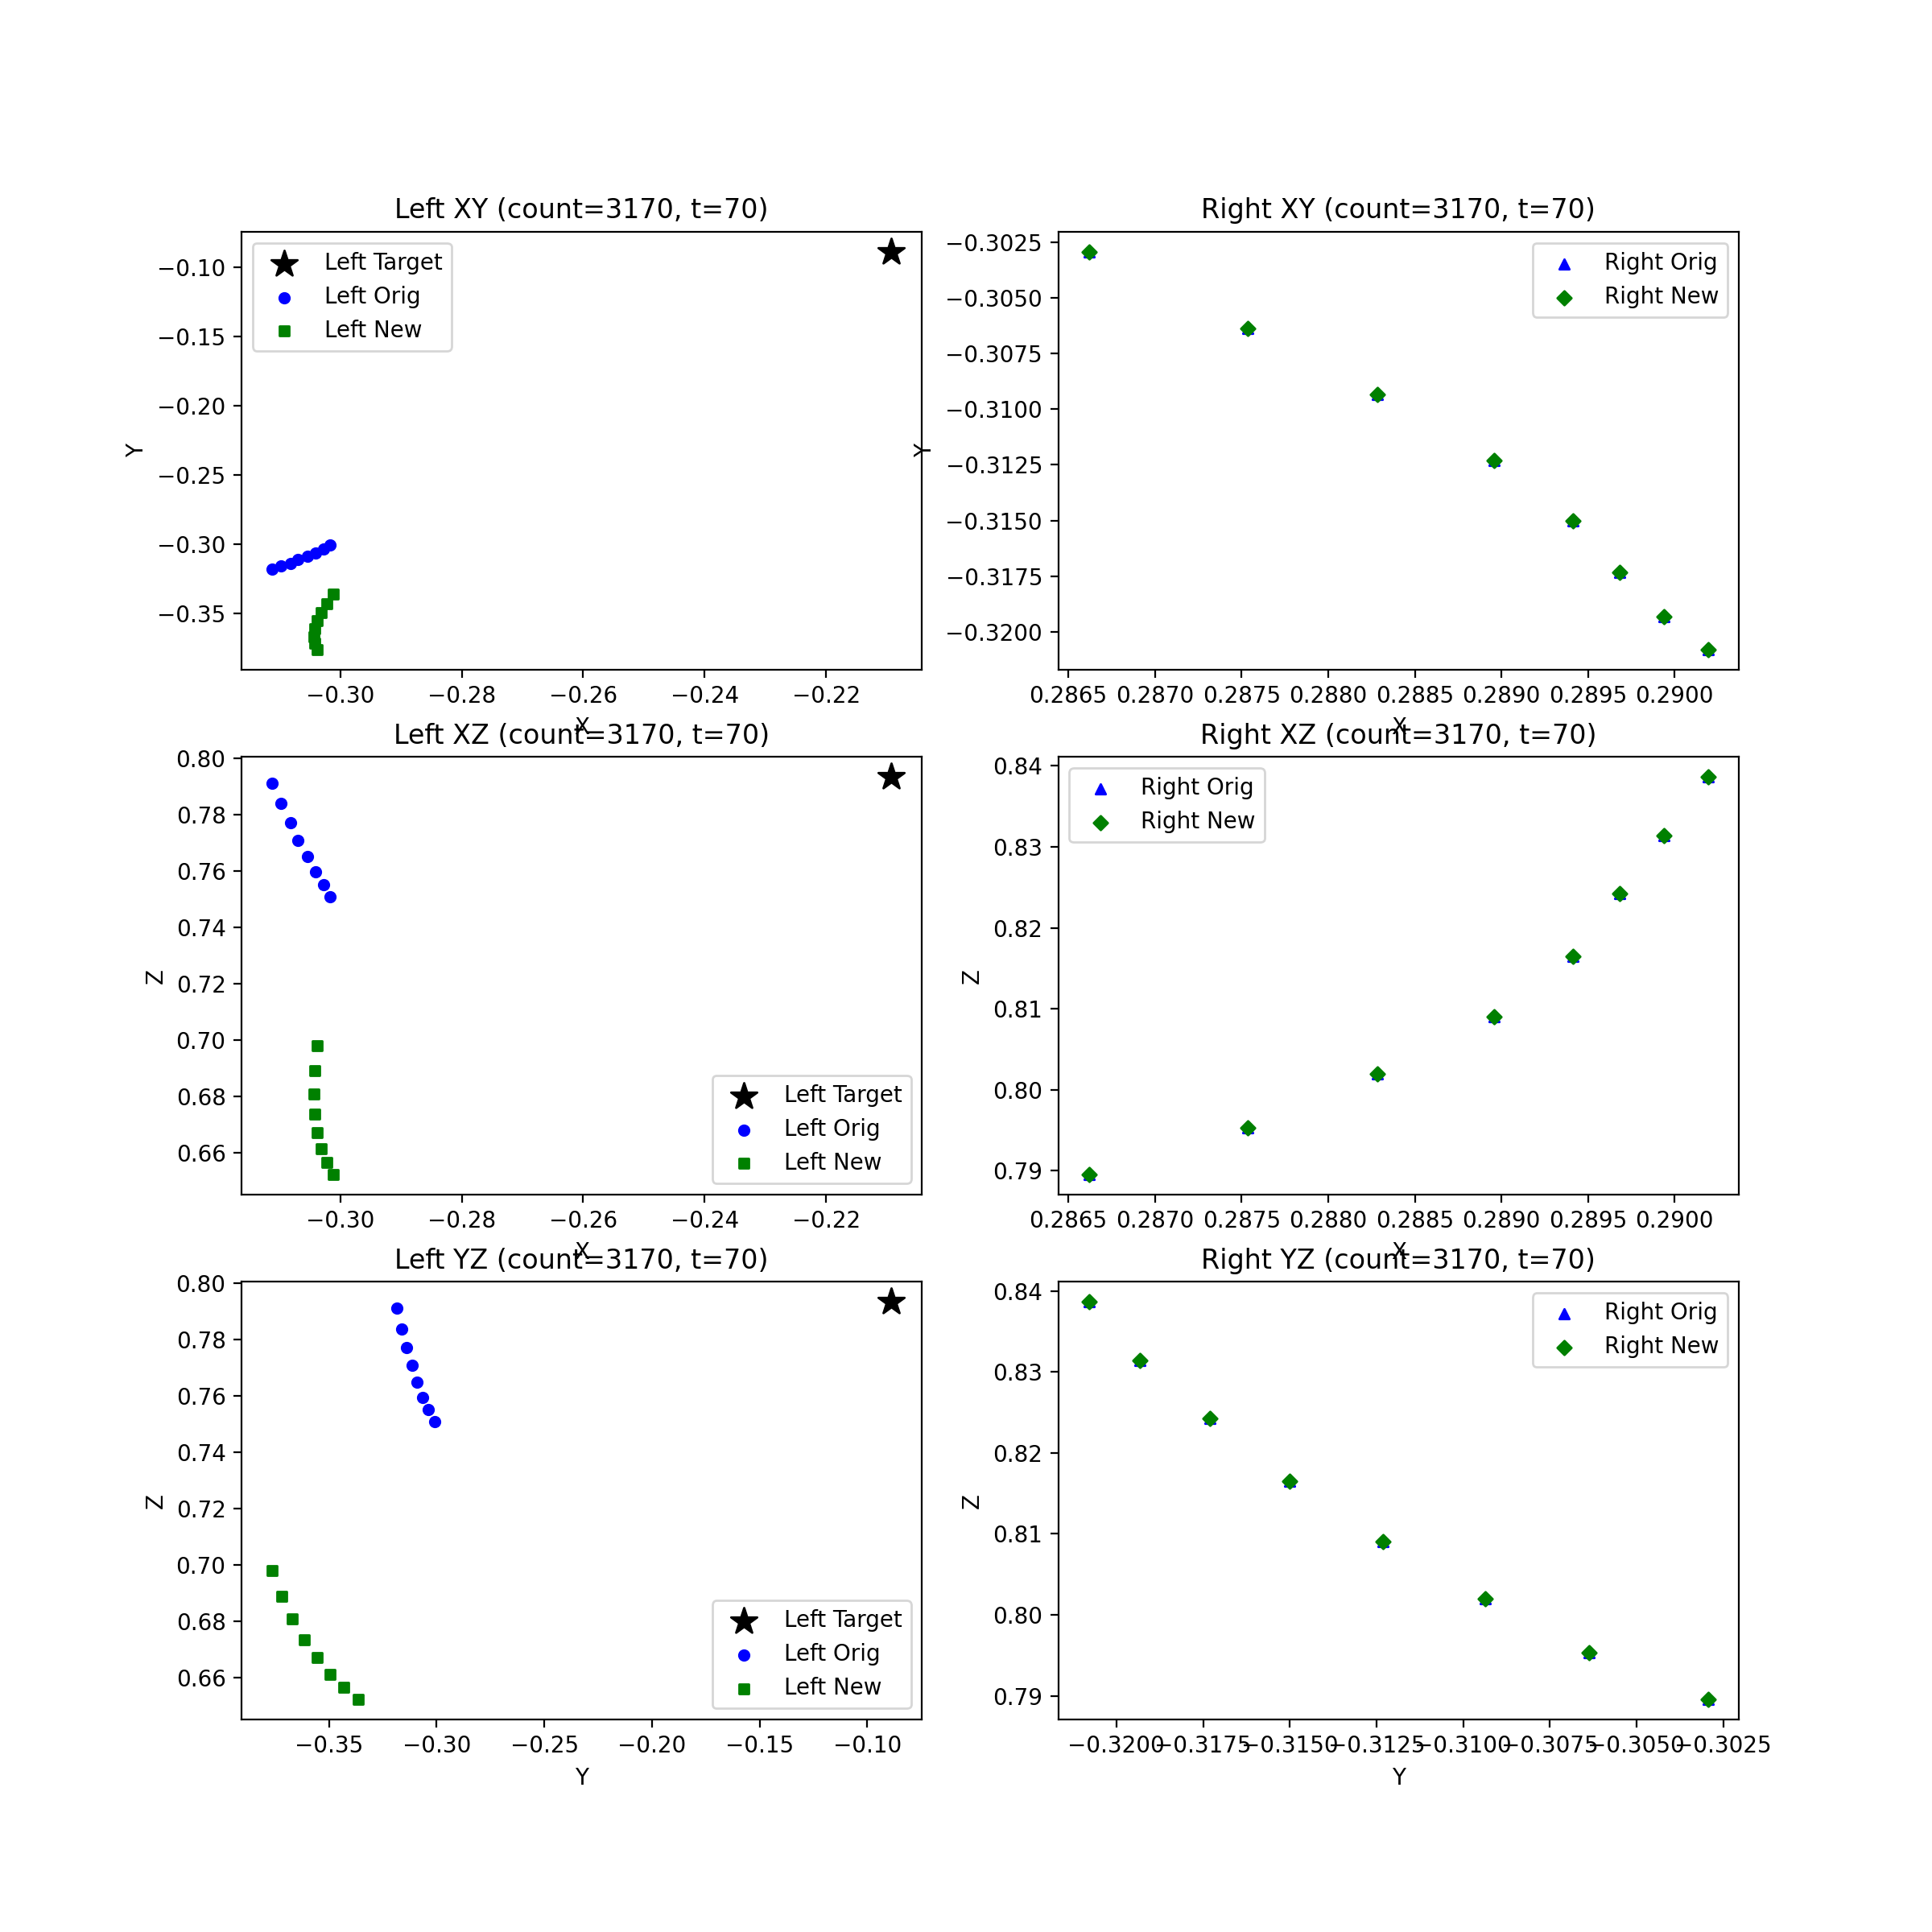 Left XY (count=3170, t=70)
Left Target
Left Orig
Left New
−0.10
−0.15
−0.20
−0.25
−0.30
−0.35
Y
−0.30
−0.28
−0.26
−0.24
−0.22
X
Right XY (count=3170, t=70)
Right Orig
Right New
−0.3025
−0.3050
−0.3075
−0.3100
−0.3125
−0.3150
−0.3175
−0.3200
Y
0.2865
0.2870
0.2875
0.2880
0.2885
0.2890
0.2895
0.2900
X
Left XZ (count=3170, t=70)
0.80
0.78
0.76
0.74
0.72
0.70
0.68
0.66
Z
Left Target
Left Orig
Left New
−0.30
−0.28
−0.26
−0.24
−0.22
X
Right XZ (count=3170, t=70)
Right Orig
Right New
0.84
0.83
0.82
0.81
0.80
0.79
Z
0.2865
0.2870
0.2875
0.2880
0.2885
0.2890
0.2895
0.2900
X
Left YZ (count=3170, t=70)
0.80
0.78
0.76
0.74
0.72
0.70
0.68
0.66
Z
Left Target
Left Orig
Left New
−0.35
−0.30
−0.25
−0.20
−0.15
−0.10
Y
Right YZ (count=3170, t=70)
Right Orig
Right New
0.84
0.83
0.82
0.81
0.80
0.79
Z
−0.3200
−0.3175
−0.3150
−0.3125
−0.3100
−0.3075
−0.3050
−0.3025
Y